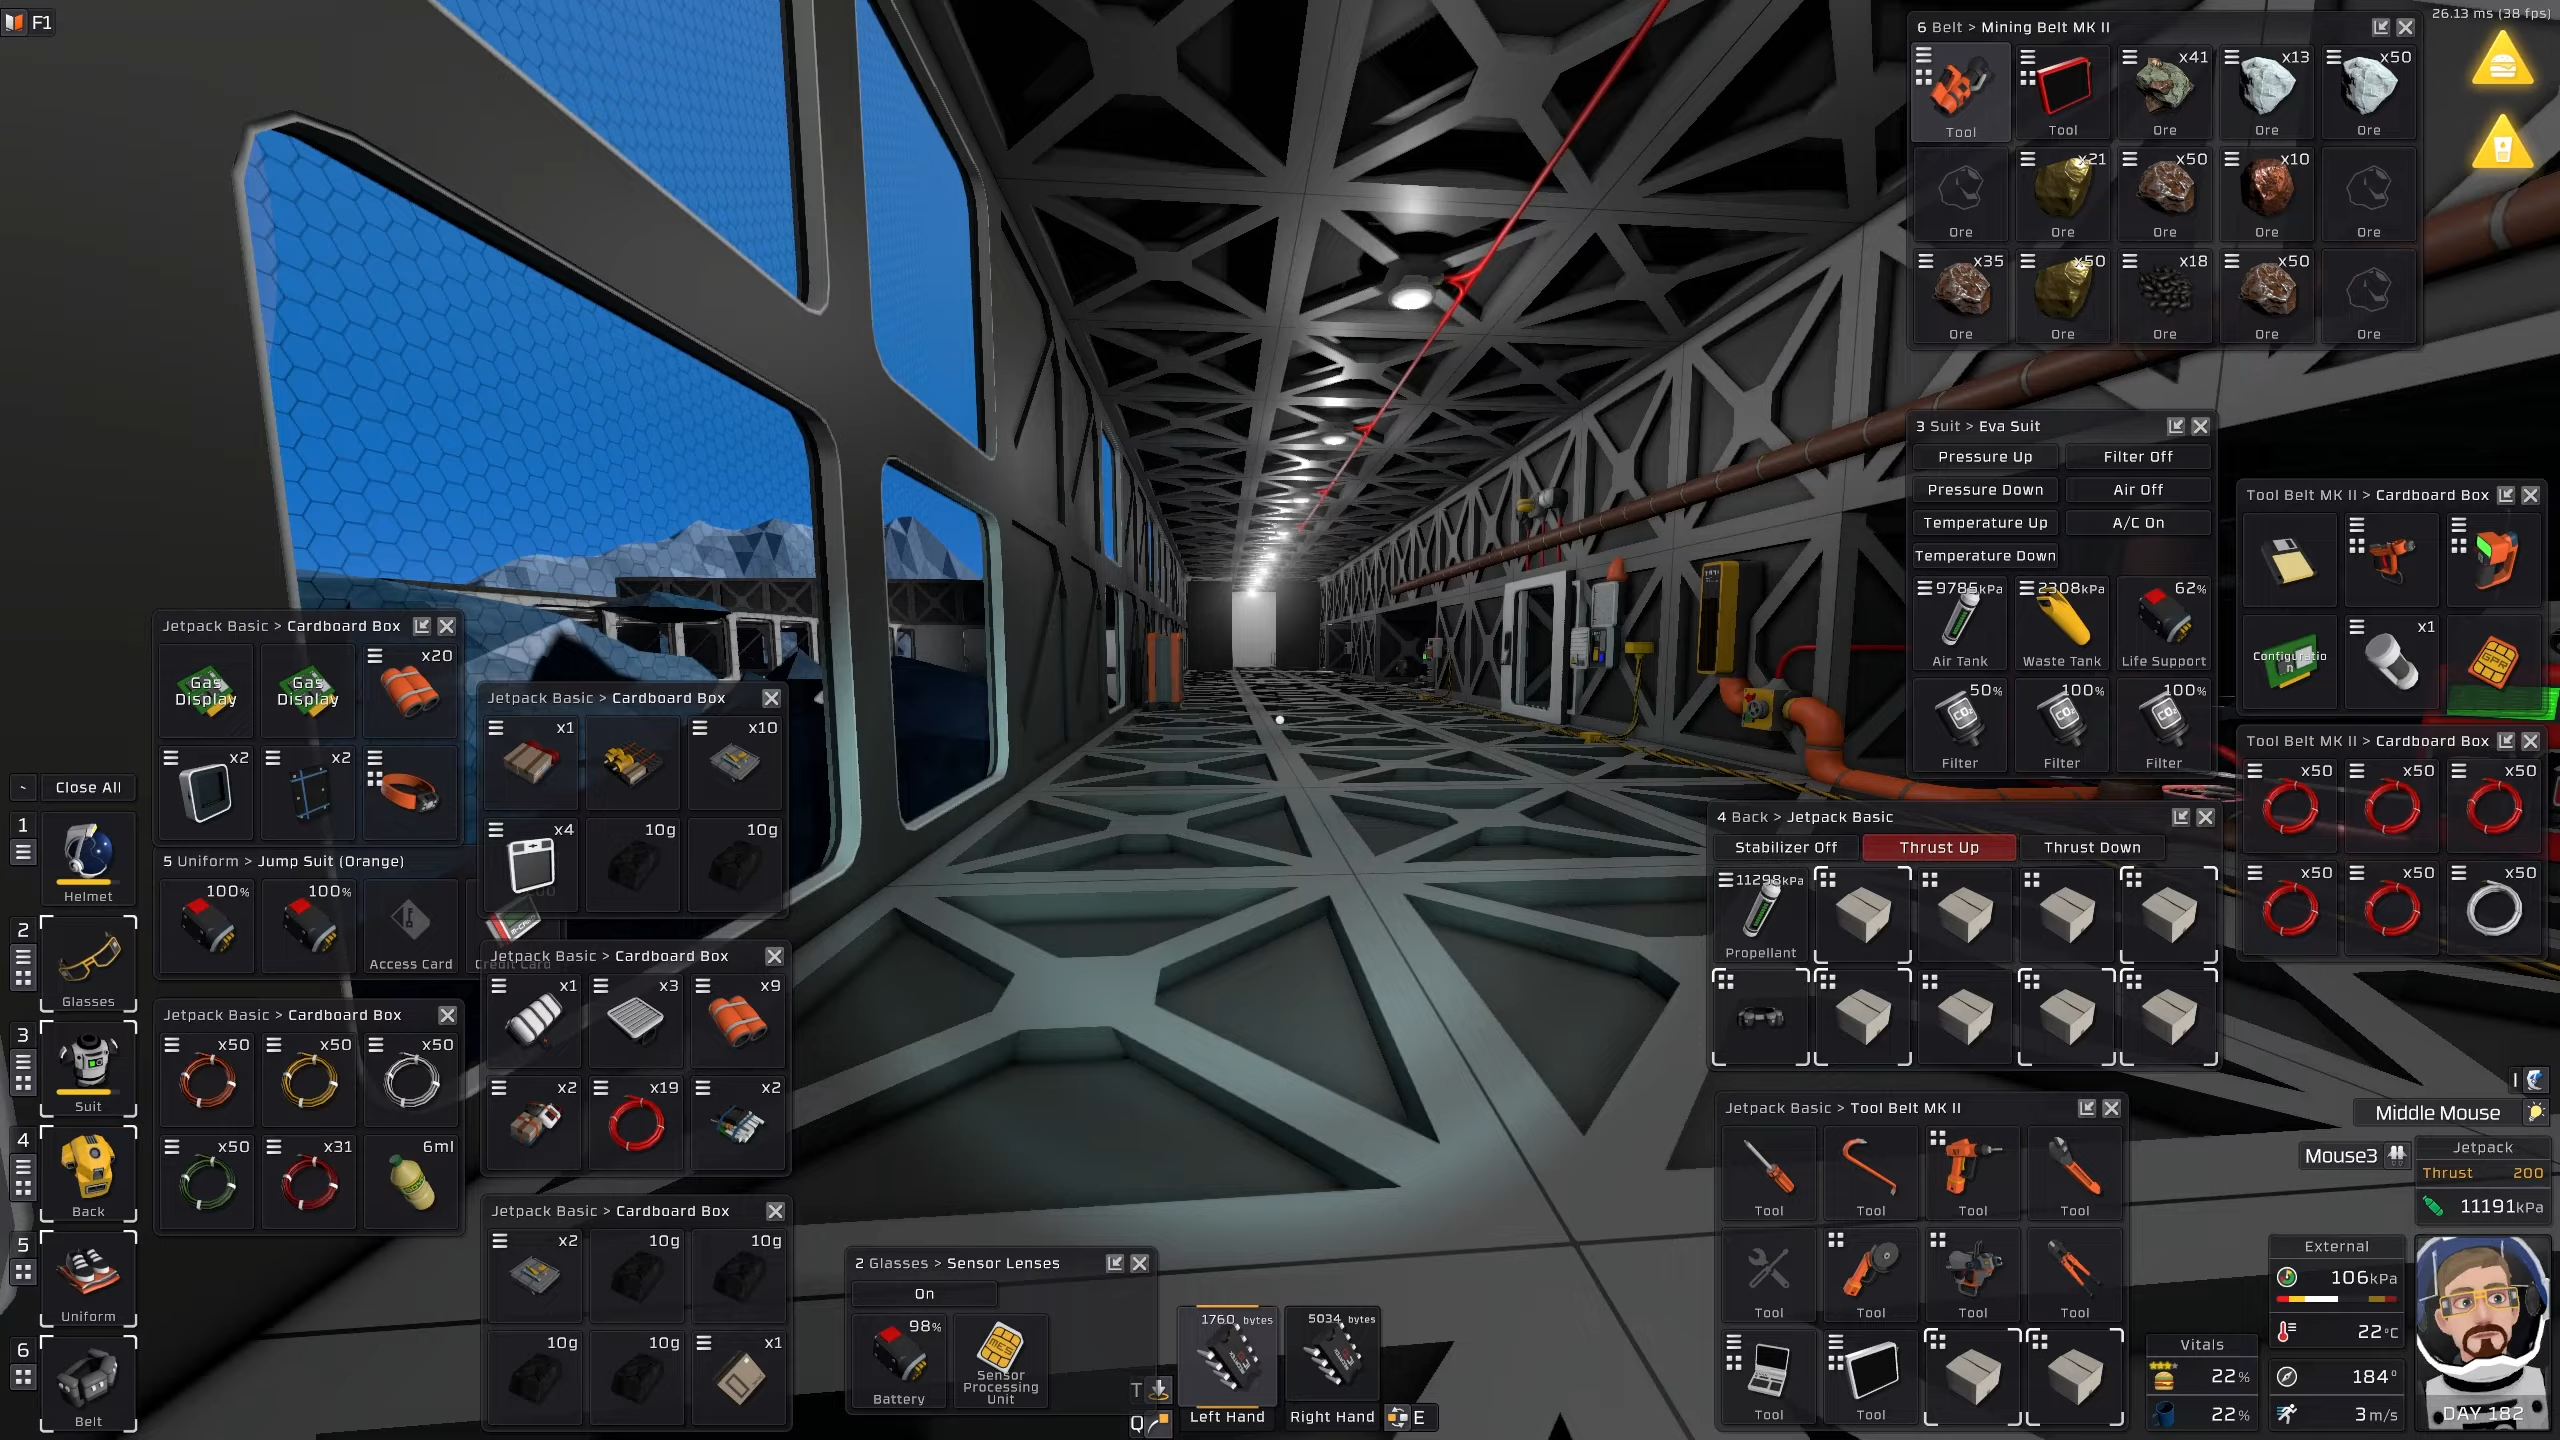 F1
26.13 ms (38 fps)
6 Belt > Mining Belt MK II
Tool
Tool
x41
Ore
x13
Ore
x50
Ore
Ore
x21
Ore
x50
Ore
x10
Ore
Ore
x35
Ore
x50
Ore
x18
Ore
x50
Ore
Ore
3 Suit > Eva Suit
Pressure Up
Filter Off
Pressure Down
Air Off
Temperature Up
A/C On
Temperature Down
9785kPa
Air Tank
2308kPa
Waste Tank
62%
Life Support
50%
Filter
100%
Filter
100%
Filter
Tool Belt MK II > Cardboard Box
Configuratio
n
x1
GPR
Tool Belt MK II > Cardboard Box
x50
x50
x50
x50
x50
x50
Jetpack Basic > Cardboard Box
Gas
Display
Gas
Display
x20
x2
x2
Jetpack Basic > Cardboard Box
x1
x10
x4
10g
10g
~
Close All
1
Helmet
2
Glasses
3
Suit
4
Back
5
Uniform
6
Belt
5 Uniform > Jump Suit (Orange)
100%
100%
Access Card
Credit Card
Jetpack Basic > Cardboard Box
x50
x50
x50
x50
x31
6ml
Jetpack Basic > Cardboard Box
x1
x3
x9
x2
x19
x2
Jetpack Basic > Cardboard Box
x2
10g
10g
10g
10g
x1
4 Back > Jetpack Basic
Stabilizer Off
Thrust Up
Thrust Down
11298kPa
Propellant
Jetpack Basic > Tool Belt MK II
Tool
Tool
Tool
Tool
Tool
Tool
Tool
Tool
Tool
Tool
2 Glasses > Sensor Lenses
On
98%
Battery
MES
Sensor
Processing
Unit
T
Q
1760 bytes
Left Hand
5034 bytes
Right Hand
E
I
Middle Mouse
Mouse3
Jetpack
Thrust 200
11191kPa
External
106kPa
22°C
184°
3m/s
Vitals
22%
22%
DAY 182